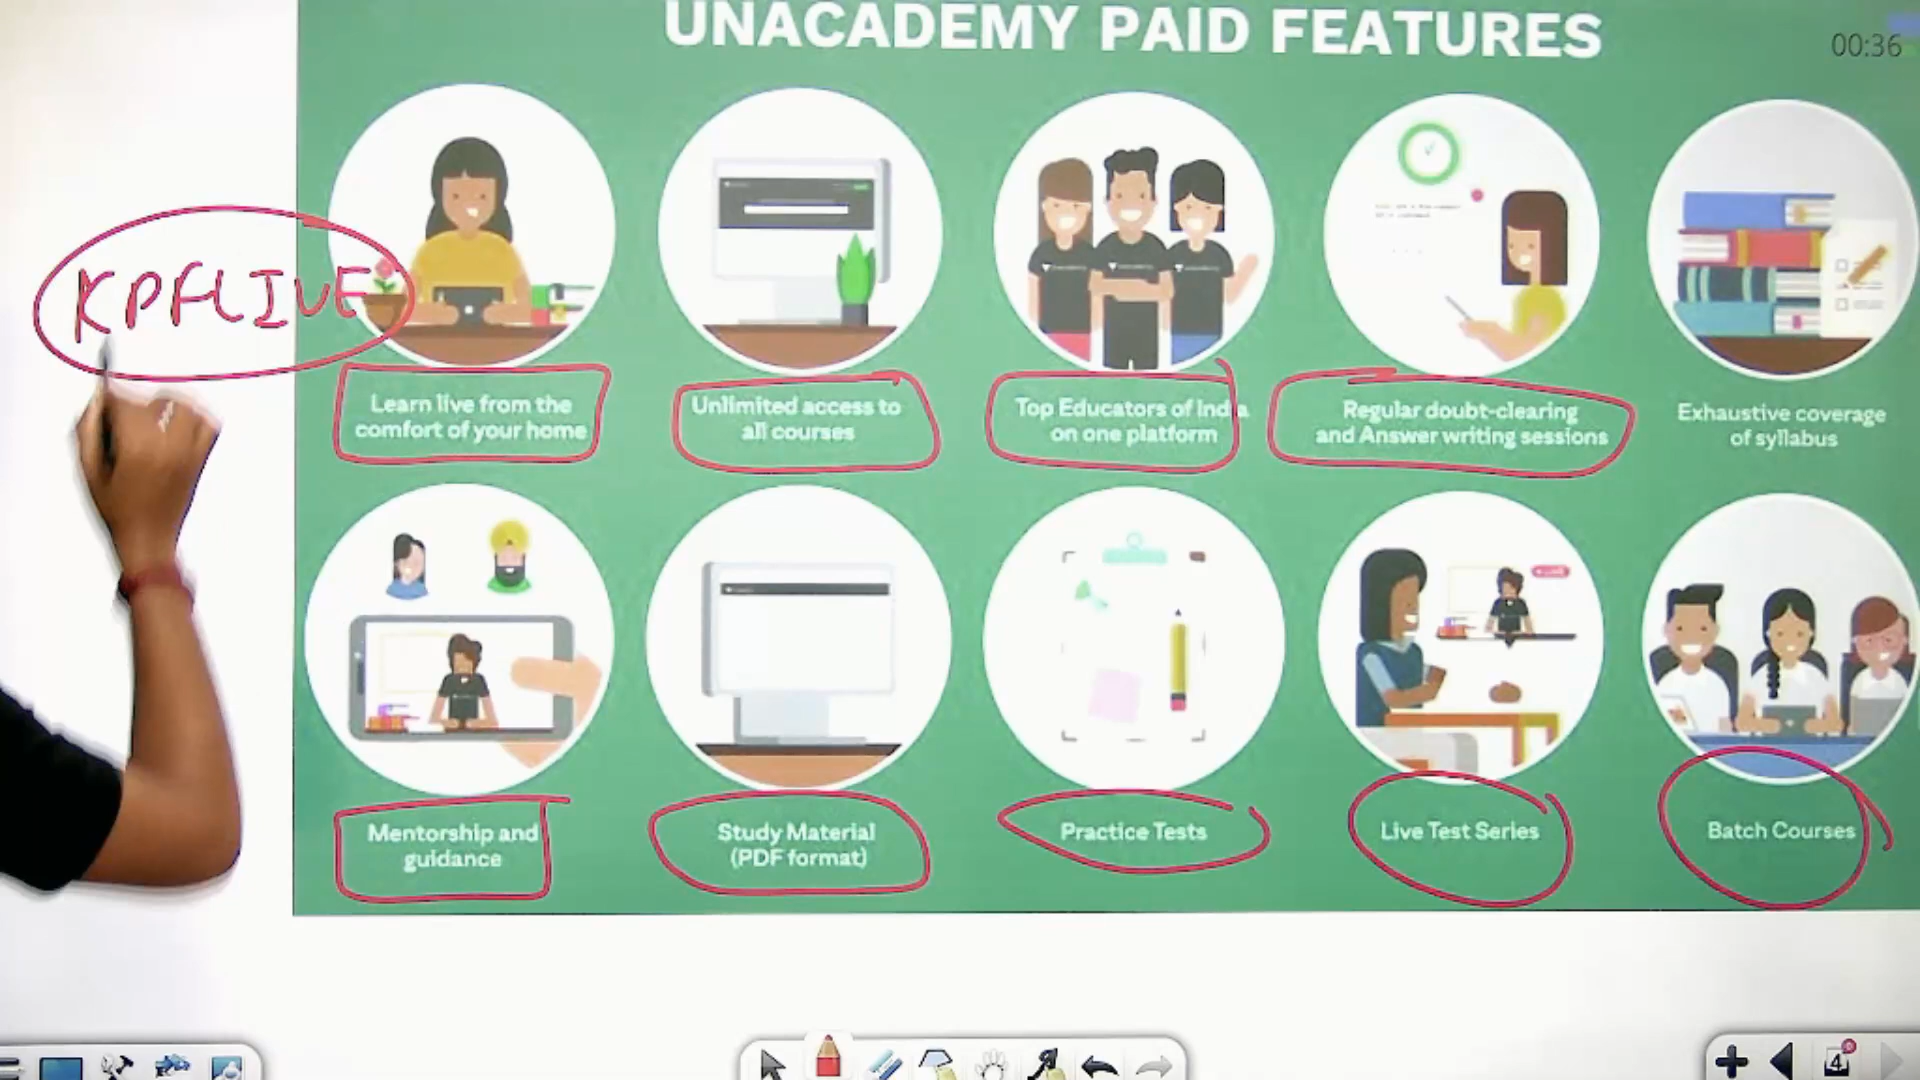 UNACADEMY PAID FEATURES
00:36
KPFLIVE
Learn live from the
comfort of your home
Unlimited access to
all courses
Top Educators of India
on one platform
Regular doubt-clearing
and Answer writing sessions
Exhaustive coverage
of syllabus
Mentorship and
guidance
Study Material
(PDF format)
Practice Tests
Live Test Series
Batch Courses
4